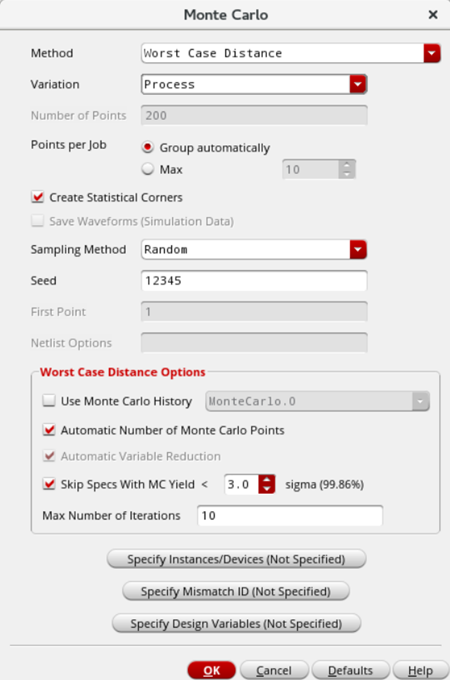 Monte Carlo ×
Method Worst Case Distance
Variation Process
Number of Points 200
Points per Job Group automatically
Max 10
Create Statistical Corners
Save Waveforms (Simulation Data)
Sampling Method Random
Seed 12345
First Point 1
Netlist Options
Worst Case Distance Options
Use Monte Carlo History MonteCarlo.0
Automatic Number of Monte Carlo Points
Automatic Variable Reduction
Skip Specs With MC Yield < 3.0 sigma (99.86%)
Max Number of Iterations 10
Specify Instances/Devices (Not Specified)
Specify Mismatch ID (Not Specified)
Specify Design Variables (Not Specified)
OK Cancel Defaults Help